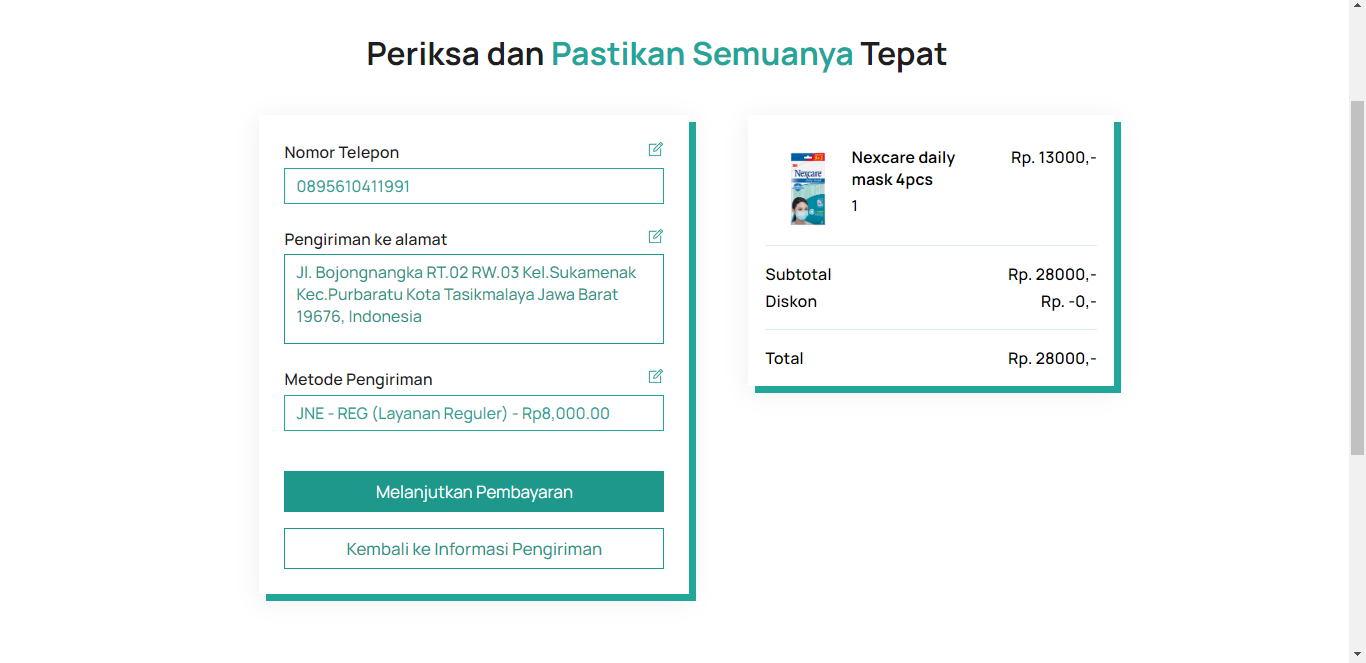 Periksa dan Pastikan Semuanya Tepat
Nomor Telepon
0895610411991
Pengiriman ke alamat
Jl. Bojongnangka RT.02 RW.03 Kel.Sukamenak
Kec.Purbaratu Kota Tasikmalaya Jawa Barat
19676, Indonesia
Metode Pengiriman
JNE - REG (Layanan Reguler) - Rp8,000.00
Melanjutkan Pembayaran
Kembali ke Informasi Pengiriman
Nexcare
Nexcare daily Rp. 13000,-
mask 4pcs
1
Subtotal Rp. 28000,-
Diskon Rp. -0,-
Total Rp. 28000,-